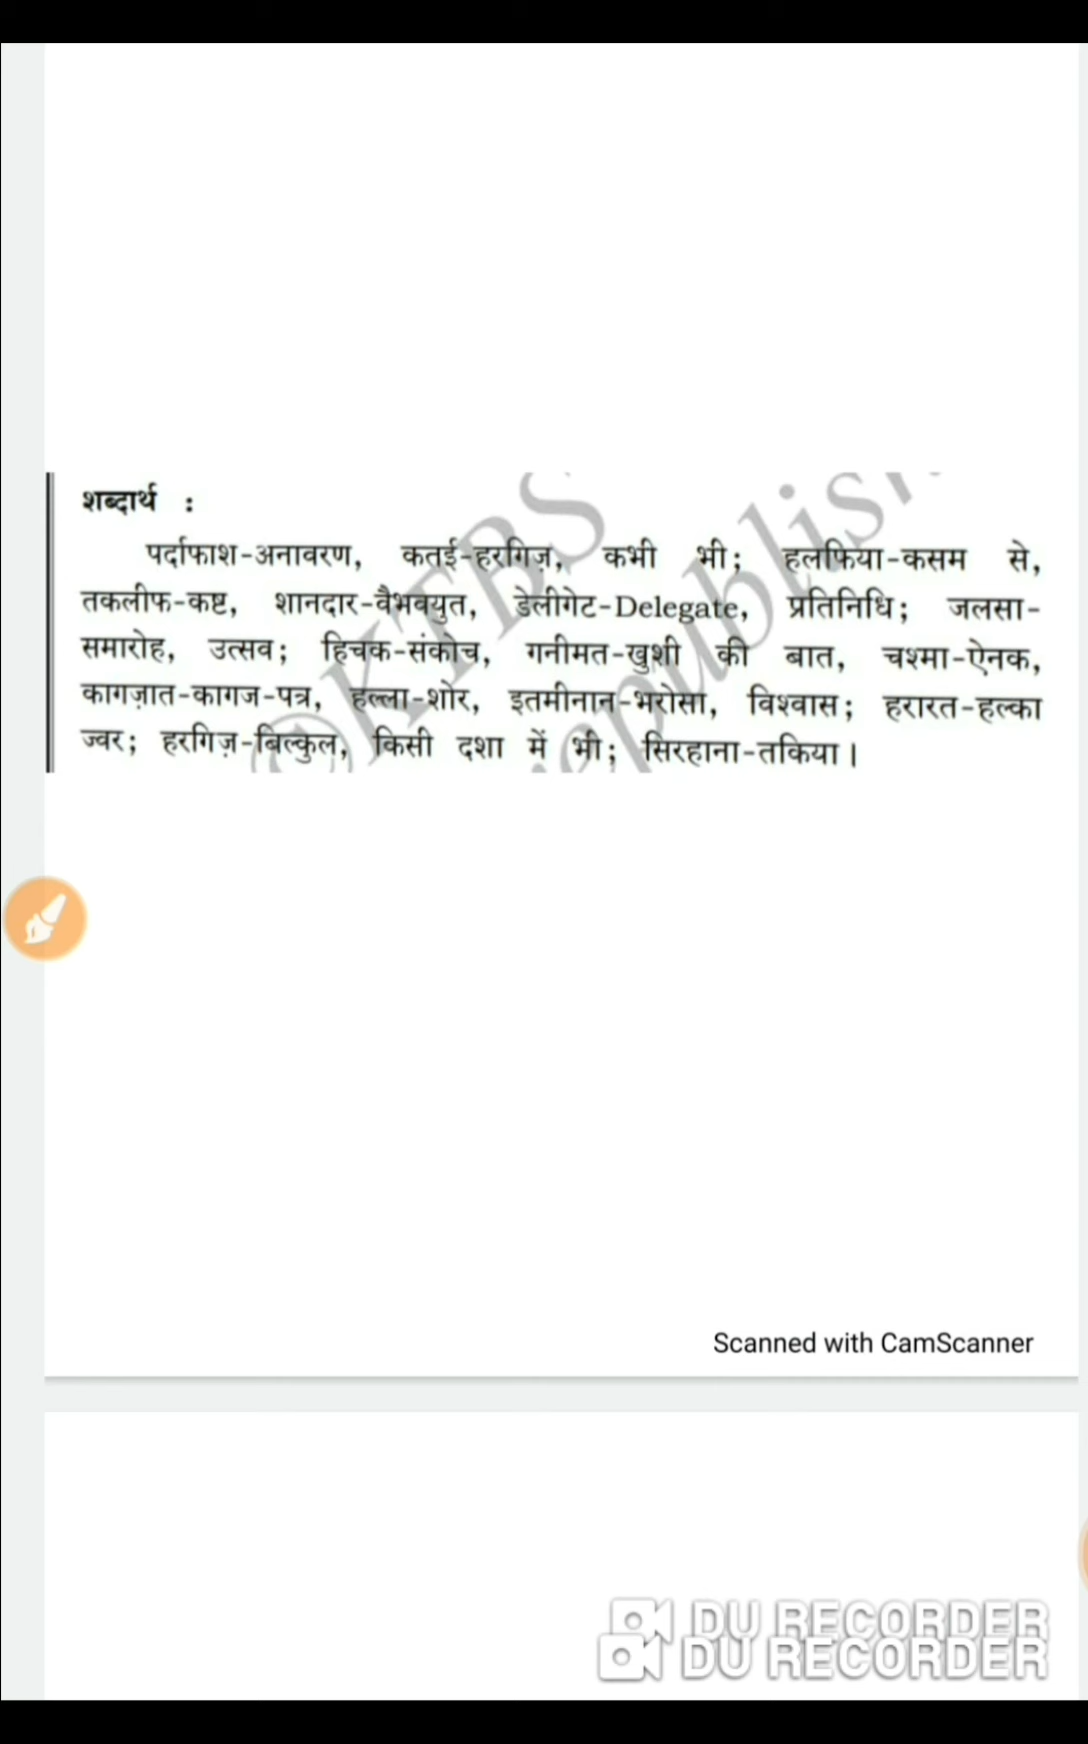 शब्दार्थ :
पर्दाफाश-अनावरण, कतई-हरगिज़, कभी भी; हलफिया-कसम से,
तकलीफ-कष्ट, शानदार-वैभवयुत, डेलीगेट-Delegate, प्रतिनिधि; जलसा-
समारोह, उत्सव; हिचक-संकोच, गनीमत-खुशी की बात, चश्मा-ऐनक,
कागज़ात-कागज-पत्र, हल्ला-शोर, इतमीनान-भरोसा, विश्वास; हरारत-हल्का
ज्वर; हरगिज़-बिल्कुल, किसी दशा में भी; सिरहाना-तकिया।
©KTBS
republish
Scanned with CamScanner
DU RECORDER
DU RECORDER